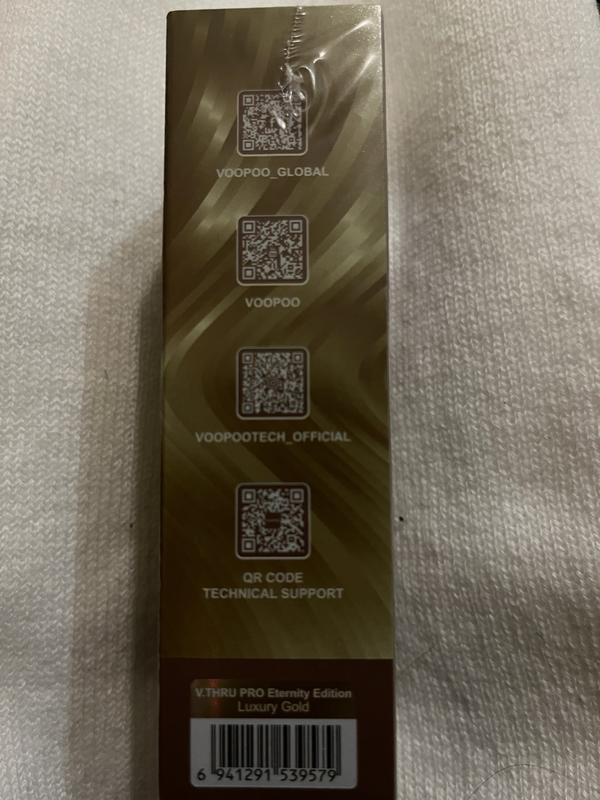 VOOPOO_GLOBAL
VOOPOO
VOOPOOTECH_OFFICIAL
QR CODE
TECHNICAL SUPPORT
V.THRU PRO Eternity Edition
Luxury Gold
6 941291 539579